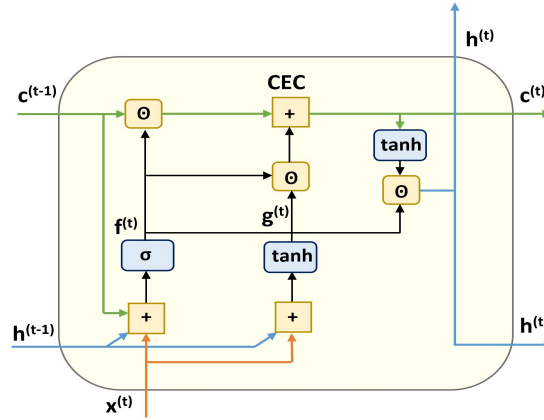 h(t)
CEC
c(t-1)
c(t)
ʘ
+
tanh
ʘ
ʘ
f(t)
g(t)
σ
tanh
+
+
h(t-1)
h(t
x(t)